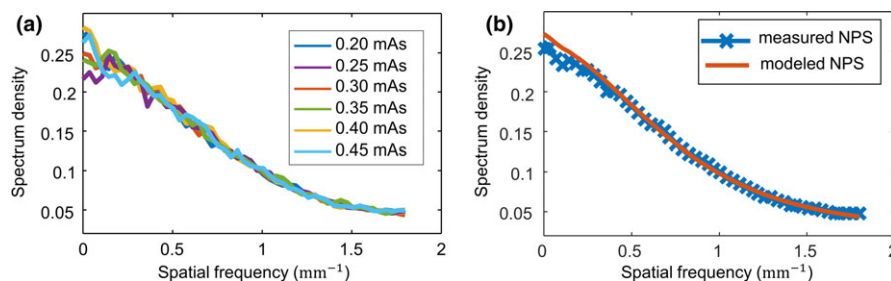 (a)
0.25
0.2
0.15
0.1
0.05
0
0.5
1
1.5
2
Spectrum density
Spatial frequency (mm⁻¹)
0.20 mAs
0.25 mAs
0.30 mAs
0.35 mAs
0.40 mAs
0.45 mAs
(b)
0.25
0.2
0.15
0.1
0.05
0
0.5
1
1.5
2
Spectrum density
Spatial frequency (mm⁻¹)
measured NPS
modeled NPS